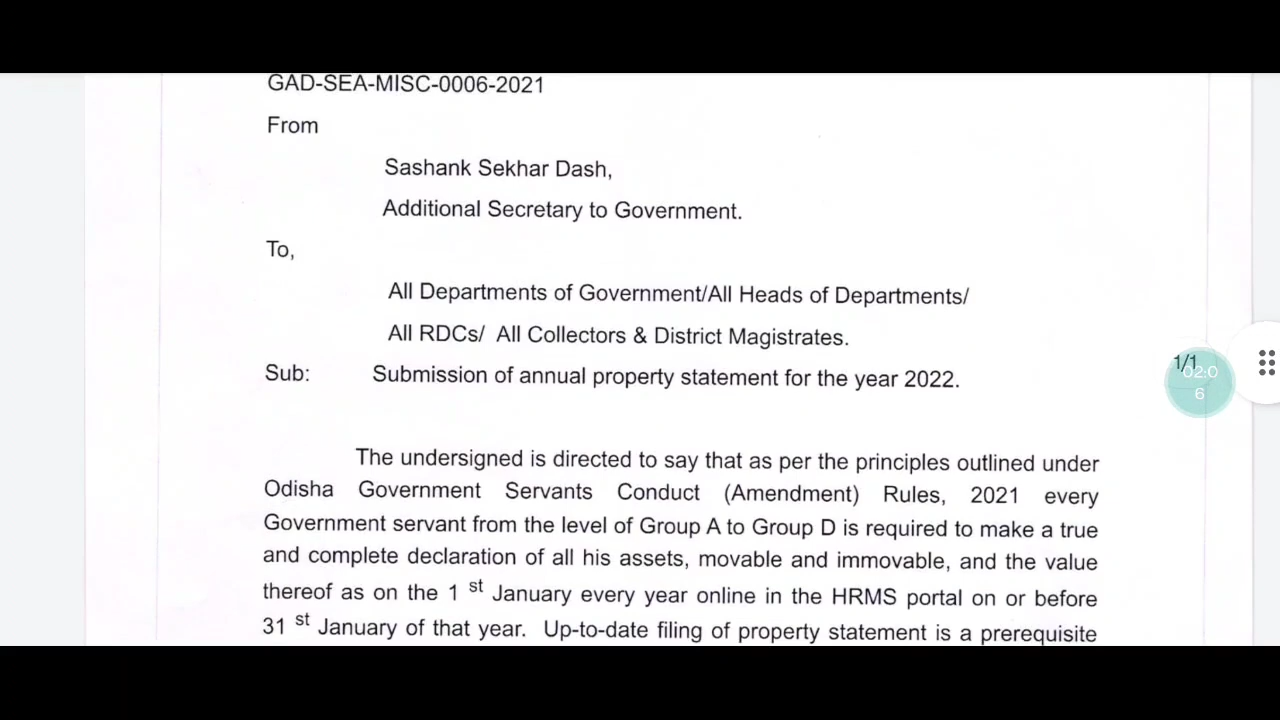 GAD-SEA-MISC-0006-2021
From
Sashank Sekhar Dash,
Additional Secretary to Government.
To,
All Departments of Government/All Heads of Departments/
All RDCs/ All Collectors & District Magistrates.
Sub: Submission of annual property statement for the year 2022.
1/1
02:0
6
The undersigned is directed to say that as per the principles outlined under
Odisha Government Servants Conduct (Amendment) Rules, 2021 every
Government servant from the level of Group A to Group D is required to make a true
and complete declaration of all his assets, movable and immovable, and the value
thereof as on the 1 st January every year online in the HRMS portal on or before
31 st January of that year. Up-to-date filing of property statement is a prerequisite